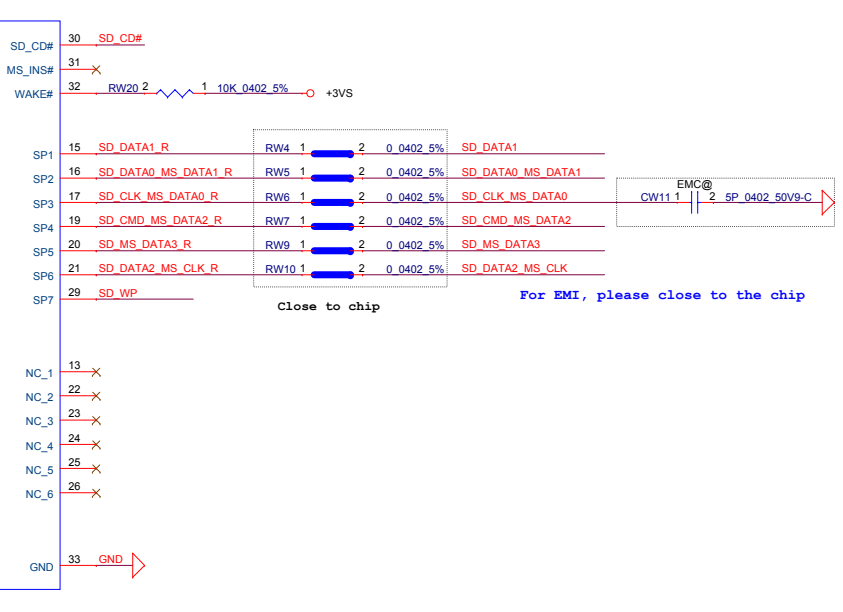 SD_CD# 30 SD_CD#
MS_INS# 31
WAKE# 32 RW20 2 1 10K_0402_5% +3VS
SP1 15 SD_DATA1_R RW4 1 2 0_0402_5% SD_DATA1
SP2 16 SD_DATA0_MS_DATA1_R RW5 1 2 0_0402_5% SD_DATA0_MS_DATA1
EMC@
SP3 17 SD_CLK_MS_DATA0_R RW6 1 2 0_0402_5% SD_CLK_MS_DATA0 CW11 1 2 5P_0402_50V9-C
SP4 19 SD_CMD_MS_DATA2_R RW7 1 2 0_0402_5% SD_CMD_MS_DATA2
SP5 20 SD_MS_DATA3_R RW9 1 2 0_0402_5% SD_MS_DATA3
SP6 21 SD_DATA2_MS_CLK_R RW10 1 2 0_0402_5% SD_DATA2_MS_CLK
SP7 29 SD_WP
For EMI, please close to the chip
Close to chip
NC_1 13
NC_2 22
NC_3 23
NC_4 24
NC_5 25
NC_6 26
GND 33 GND